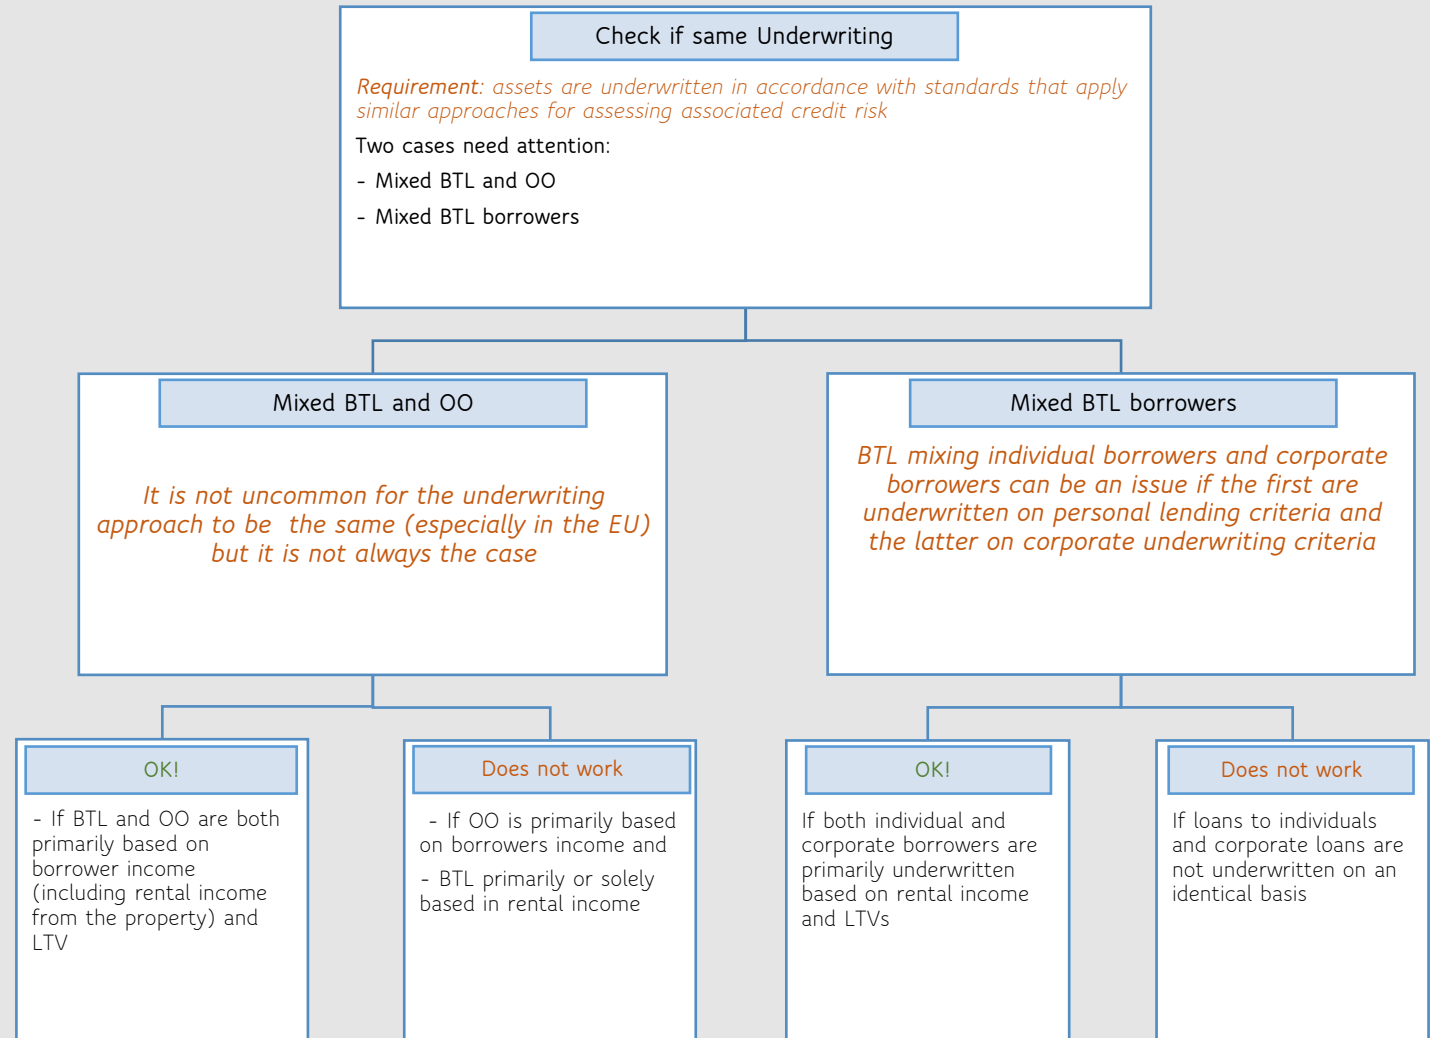 Check if same Underwriting
Requirement: assets are underwritten in accordance with standards that apply
similar approaches for assessing associated credit risk
Two cases need attention:
- Mixed BTL and OO
- Mixed BTL borrowers
Mixed BTL and OO
It is not uncommon for the underwriting
approach to be  the same (especially in the EU)
but it is not always the case
Mixed BTL borrowers
BTL mixing individual borrowers and corporate
borrowers can be an issue if the first are
underwritten on personal lending criteria and
the latter on corporate underwriting criteria
OK!
- If BTL and OO are both
primarily based on
borrower income
(including rental income
from the property) and
LTV
Does not work
- If OO is primarily based
on borrowers income and
- BTL primarily or solely
based in rental income
OK!
If both individual and
corporate borrowers are
primarily underwritten
based on rental income
and LTVs
Does not work
If loans to individuals
and corporate loans are
not underwritten on an
identical basis